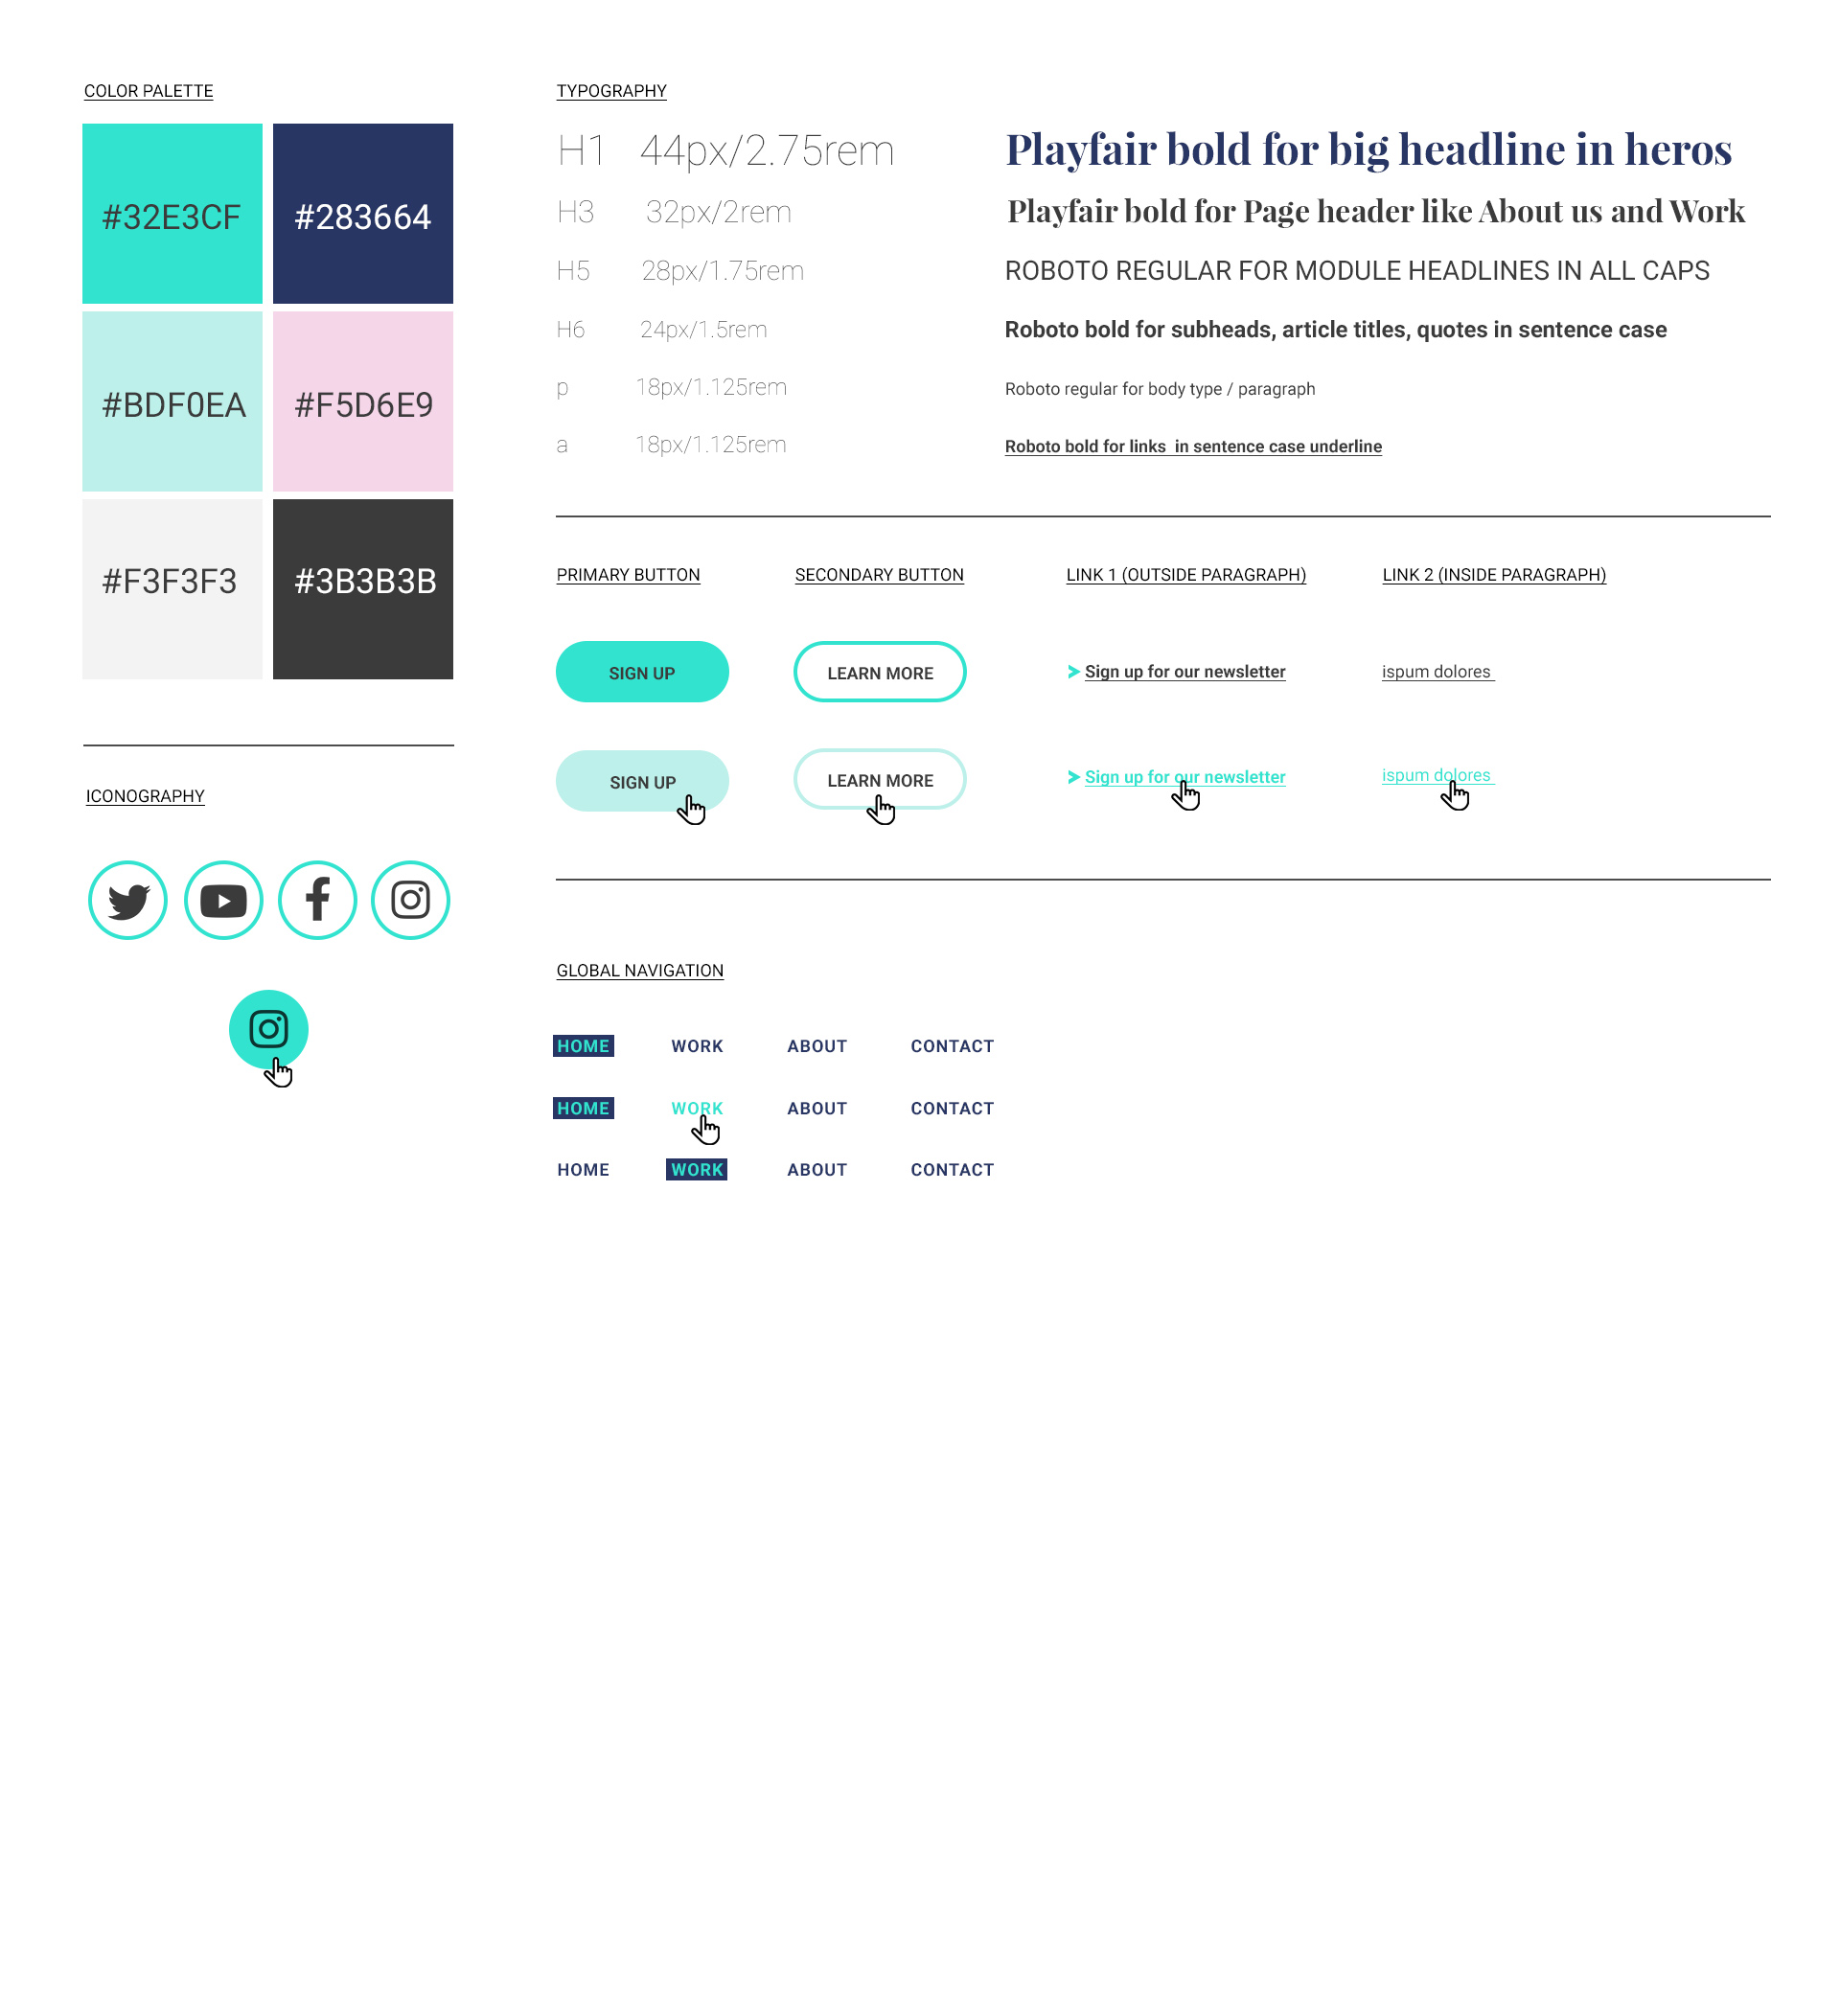 COLOR PALETTE
#32E3CF
#283664
#BDF0EA
#F5D6E9
#F3F3F3
#3B3B3B
ICONOGRAPHY
TYPOGRAPHY
H1 44px/2.75rem Playfair bold for big headline in heros
H3 32px/2rem Playfair bold for Page header like About us and Work
H5 28px/1.75rem ROBOTO REGULAR FOR MODULE HEADLINES IN ALL CAPS
H6 24px/1.5rem Roboto bold for subheads, article titles, quotes in sentence case
p 18px/1.125rem Roboto regular for body type / paragraph
a 18px/1.125rem Roboto bold for links in sentence case underline
PRIMARY BUTTON SECONDARY BUTTON LINK 1 (OUTSIDE PARAGRAPH) LINK 2 (INSIDE PARAGRAPH)
SIGN UP LEARN MORE > Sign up for our newsletter ispum dolores
SIGN UP LEARN MORE > Sign up for our newsletter ispum dolores
GLOBAL NAVIGATION
HOME WORK ABOUT CONTACT
HOME WORK ABOUT CONTACT
HOME WORK ABOUT CONTACT